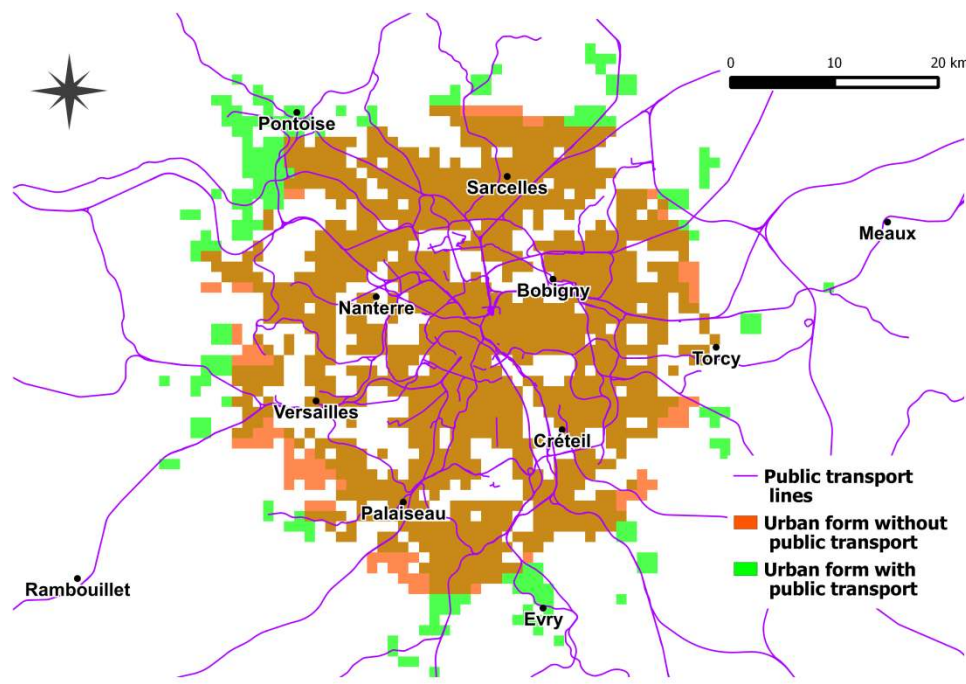 0 20 km
Pontoise
Sarcelles
Meaux
Bobigny
Nanterre
Torcy
Versailles
Créteil
Public transport
lines
Palaiseau
Urban form without
public transport
Urban form with
public transport
Rambouillet
Evry